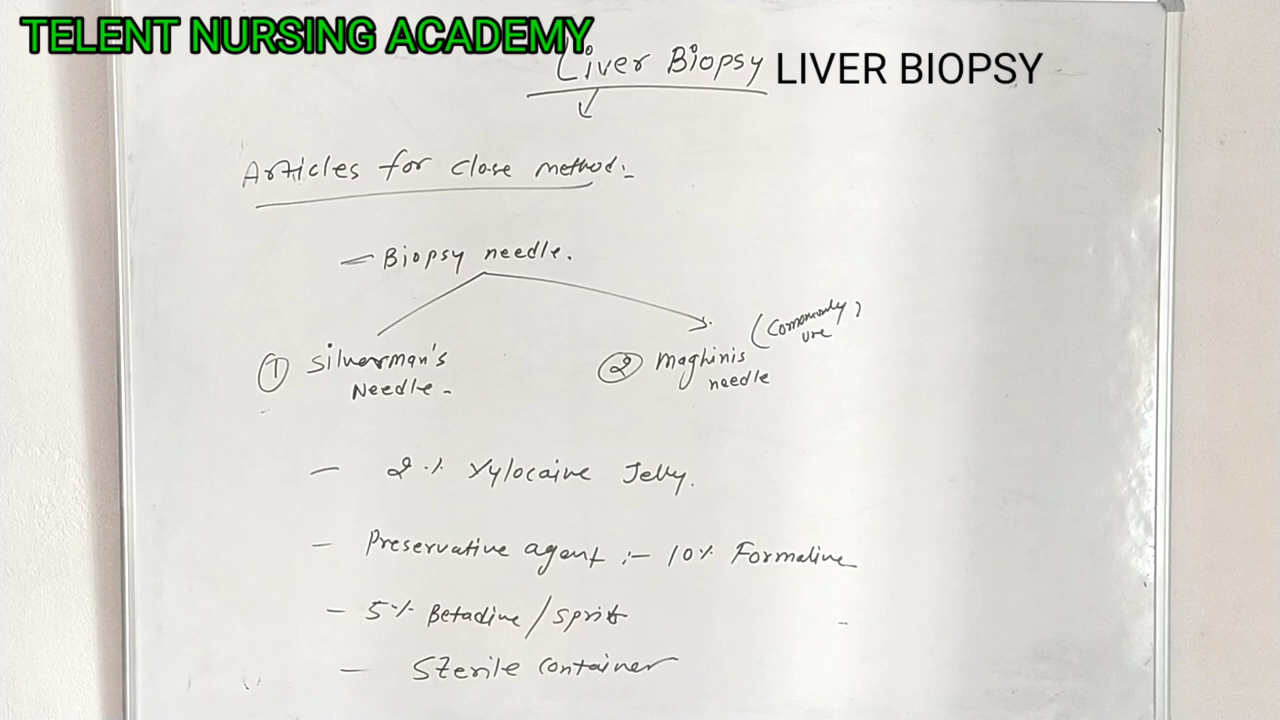 TELENT NURSING ACADEMY
Liver Biopsy LIVER BIOPSY
Articles for close method:-
- Biopsy needle.
① Silverman's Needle -
② Maghinis needle (commonly use)
- 2% Xylocaine Jelly.
- Preservative agent :- 10% Formaline
- 5% Betadine / Sprit
- Sterile container